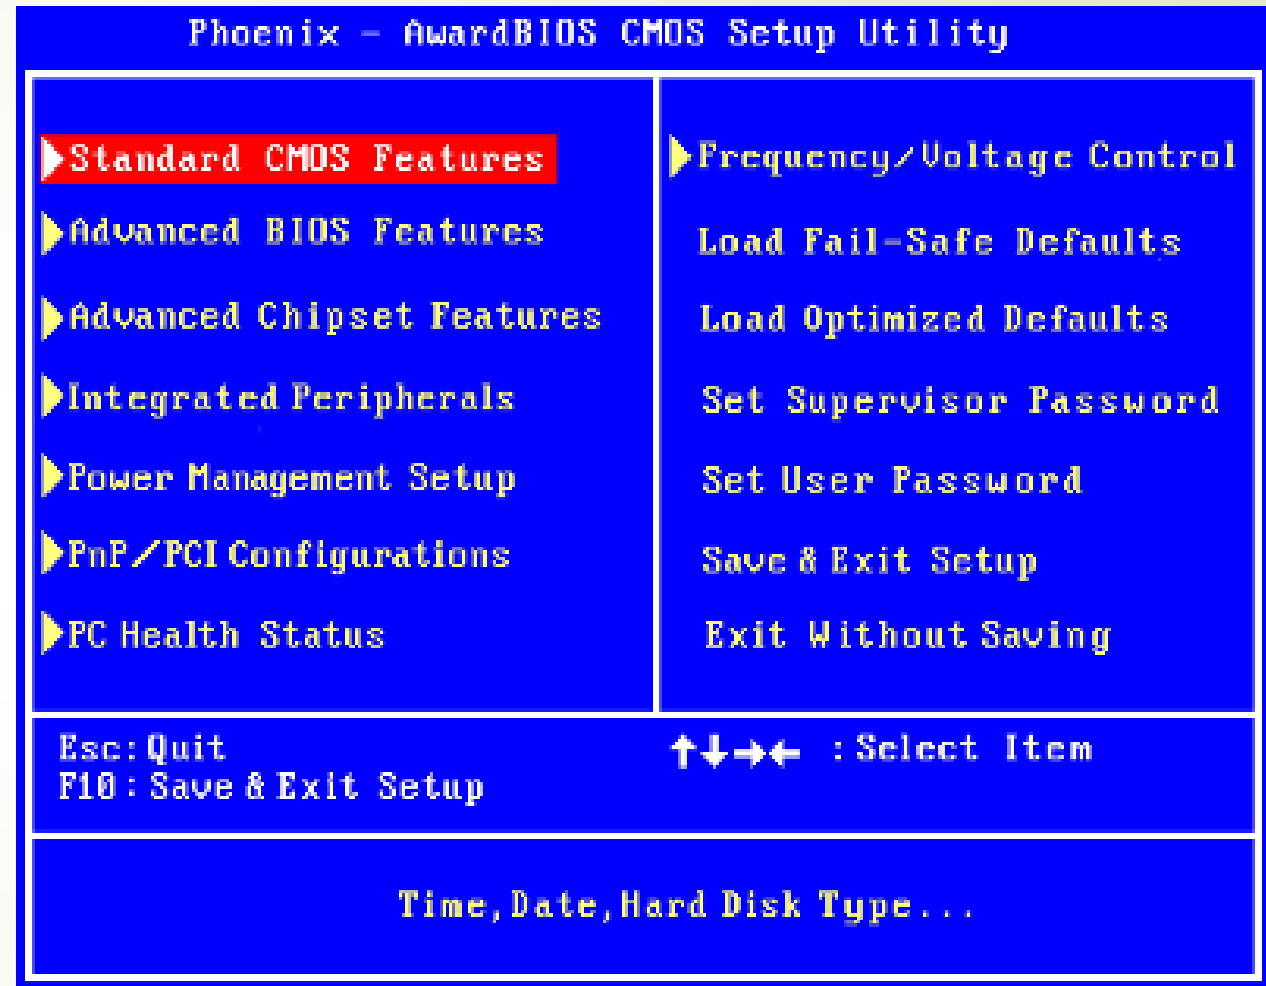 Phoenix - AwardBIOS CMOS Setup Utility
Standard CMOS Features
Advanced BIOS Features
Advanced Chipset Features
Integrated Peripherals
Power Management Setup
PnP/PCI Configurations
PC Health Status
Frequency/Voltage Control
Load Fail-Safe Defaults
Load Optimized Defaults
Set Supervisor Password
Set User Password
Save & Exit Setup
Exit Without Saving
Esc:Quit
F10:Save & Exit Setup
↑↓→← :Select Item
Time,Date,Hard Disk Type...